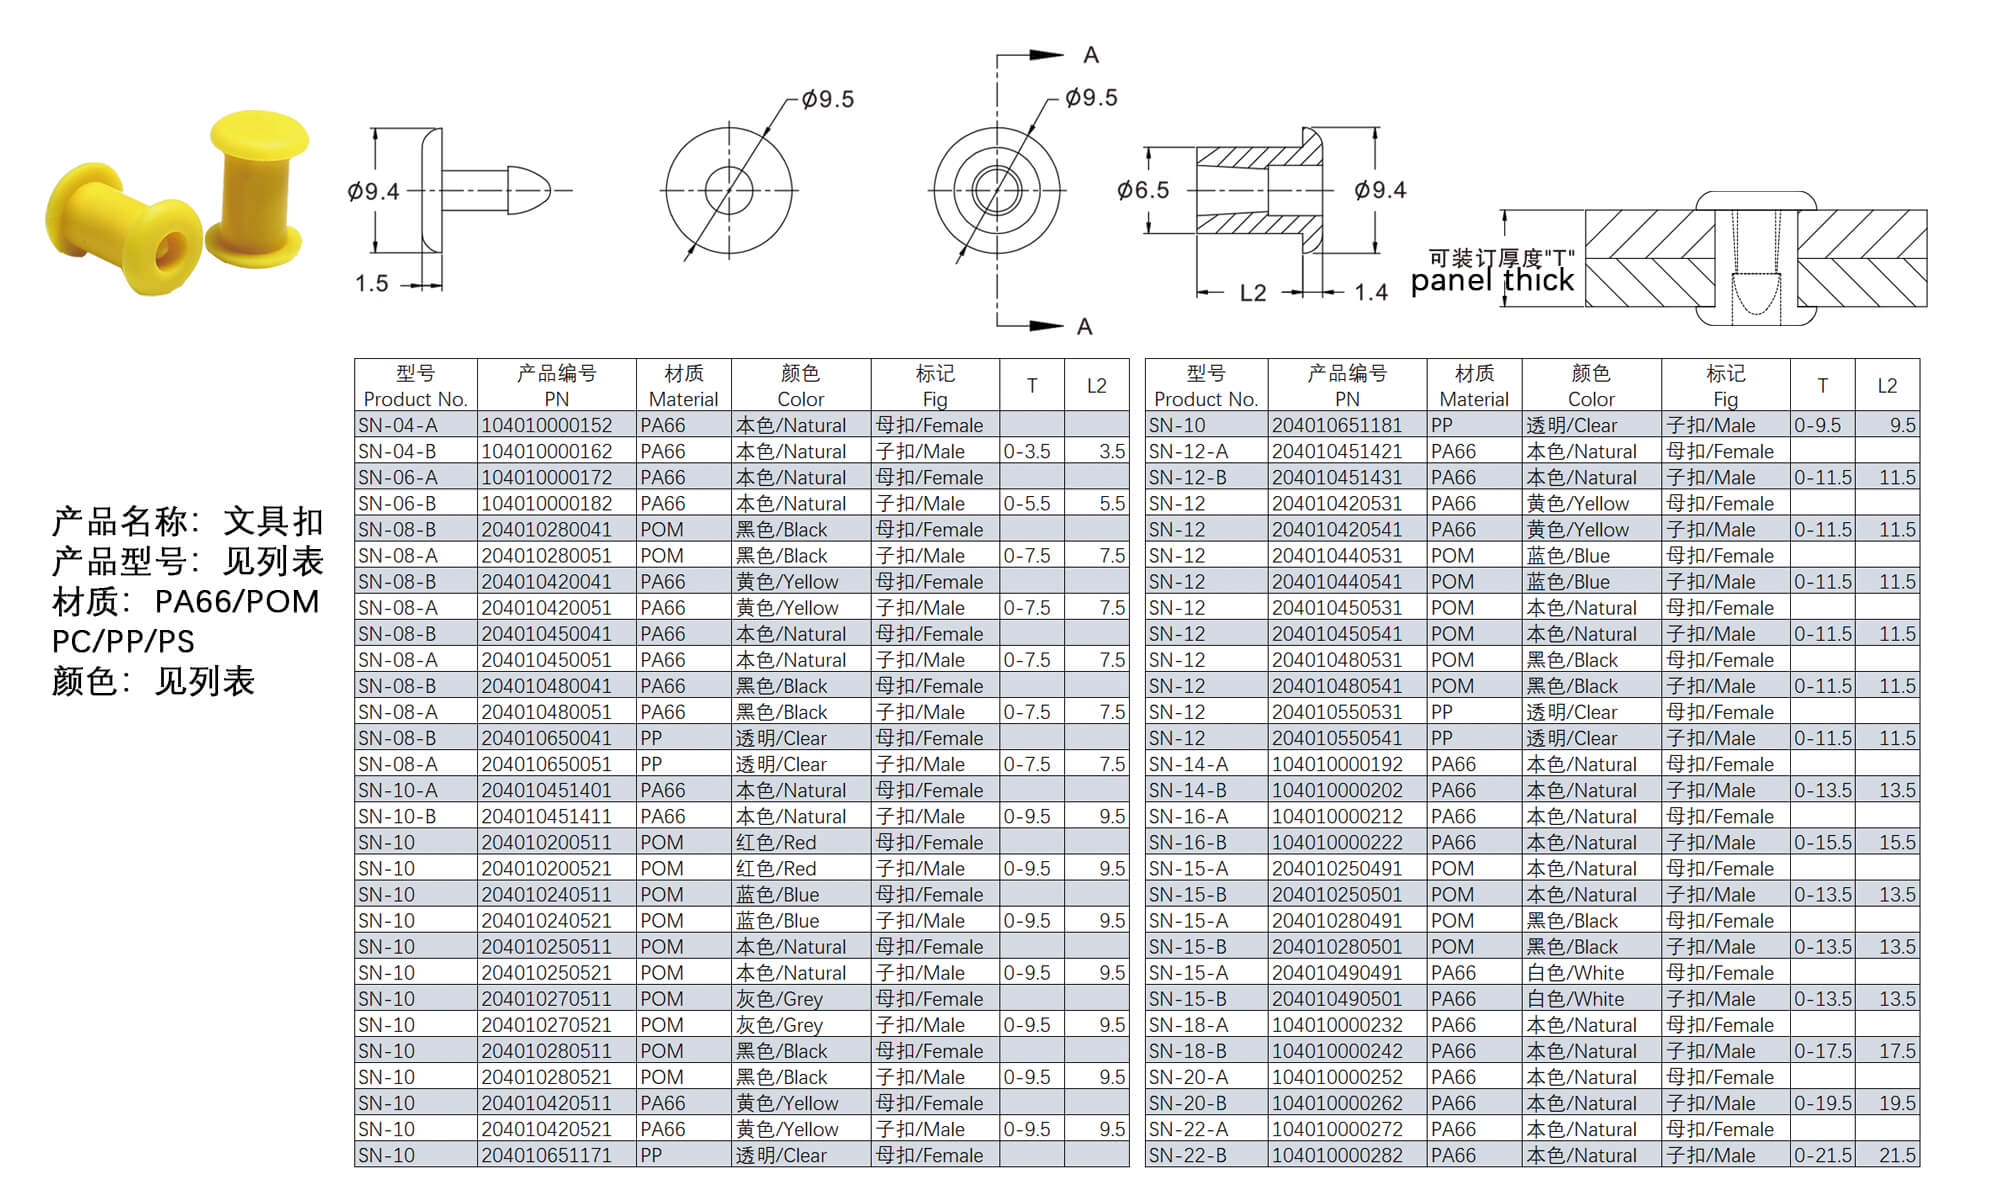 A
Φ9.5
Φ9.5
Φ9.4
Φ6.5
Φ9.4
可装订厚度"T"
panel thick
1.5
L2
1.4
A
产品名称：文具扣
产品型号：见列表
材质：PA66/POM
PC/PP/PS
颜色：见列表
型号 产品编号 材质 颜色 标记 T L2
Product No. PN Material Color Fig
SN-04-A 104010000152 PA66 本色/Natural 母扣/Female
SN-04-B 104010000162 PA66 本色/Natural 子扣/Male 0-3.5 3.5
SN-06-A 104010000172 PA66 本色/Natural 母扣/Female
SN-06-B 104010000182 PA66 本色/Natural 子扣/Male 0-5.5 5.5
SN-08-B 204010280041 POM 黑色/Black 母扣/Female
SN-08-A 204010280051 POM 黑色/Black 子扣/Male 0-7.5 7.5
SN-08-B 204010420041 PA66 黄色/Yellow 母扣/Female
SN-08-A 204010420051 PA66 黄色/Yellow 子扣/Male 0-7.5 7.5
SN-08-B 204010450041 PA66 本色/Natural 母扣/Female
SN-08-A 204010450051 PA66 本色/Natural 子扣/Male 0-7.5 7.5
SN-08-B 204010480041 PA66 黑色/Black 母扣/Female
SN-08-A 204010480051 PA66 黑色/Black 子扣/Male 0-7.5 7.5
SN-08-B 204010650041 PP 透明/Clear 母扣/Female
SN-08-A 204010650051 PP 透明/Clear 子扣/Male 0-7.5 7.5
SN-10-A 204010451401 PA66 本色/Natural 母扣/Female
SN-10-B 204010451411 PA66 本色/Natural 子扣/Male 0-9.5 9.5
SN-10 204010200511 POM 红色/Red 母扣/Female
SN-10 204010200521 POM 红色/Red 子扣/Male 0-9.5 9.5
SN-10 204010240511 POM 蓝色/Blue 母扣/Female
SN-10 204010240521 POM 蓝色/Blue 子扣/Male 0-9.5 9.5
SN-10 204010250511 POM 本色/Natural 母扣/Female
SN-10 204010250521 POM 本色/Natural 子扣/Male 0-9.5 9.5
SN-10 204010270511 POM 灰色/Grey 母扣/Female
SN-10 204010270521 POM 灰色/Grey 子扣/Male 0-9.5 9.5
SN-10 204010280511 POM 黑色/Black 母扣/Female
SN-10 204010280521 POM 黑色/Black 子扣/Male 0-9.5 9.5
SN-10 204010420511 PA66 黄色/Yellow 母扣/Female
SN-10 204010420521 PA66 黄色/Yellow 子扣/Male 0-9.5 9.5
SN-10 204010651171 PP 透明/Clear 母扣/Female
型号 产品编号 材质 颜色 标记 T L2
Product No. PN Material Color Fig
SN-10 204010651181 PP 透明/Clear 子扣/Male 0-9.5 9.5
SN-12-A 204010451421 PA66 本色/Natural 母扣/Female
SN-12-B 204010451431 PA66 本色/Natural 子扣/Male 0-11.5 11.5
SN-12 204010420531 PA66 黄色/Yellow 母扣/Female
SN-12 204010420541 PA66 黄色/Yellow 子扣/Male 0-11.5 11.5
SN-12 204010440531 POM 蓝色/Blue 母扣/Female
SN-12 204010440541 POM 蓝色/Blue 子扣/Male 0-11.5 11.5
SN-12 204010450531 POM 本色/Natural 母扣/Female
SN-12 204010450541 POM 本色/Natural 子扣/Male 0-11.5 11.5
SN-12 204010480531 POM 黑色/Black 母扣/Female
SN-12 204010480541 POM 黑色/Black 子扣/Male 0-11.5 11.5
SN-12 204010550531 PP 透明/Clear 母扣/Female
SN-12 204010550541 PP 透明/Clear 子扣/Male 0-11.5 11.5
SN-14-A 104010000192 PA66 本色/Natural 母扣/Female
SN-14-B 104010000202 PA66 本色/Natural 子扣/Male 0-13.5 13.5
SN-16-A 104010000212 PA66 本色/Natural 母扣/Female
SN-16-B 104010000222 PA66 本色/Natural 子扣/Male 0-15.5 15.5
SN-15-A 204010250491 POM 本色/Natural 母扣/Female
SN-15-B 204010250501 POM 本色/Natural 子扣/Male 0-13.5 13.5
SN-15-A 204010280491 POM 黑色/Black 母扣/Female
SN-15-B 204010280501 POM 黑色/Black 子扣/Male 0-13.5 13.5
SN-15-A 204010490491 PA66 白色/White 母扣/Female
SN-15-B 204010490501 PA66 白色/White 子扣/Male 0-13.5 13.5
SN-18-A 104010000232 PA66 本色/Natural 母扣/Female
SN-18-B 104010000242 PA66 本色/Natural 子扣/Male 0-17.5 17.5
SN-20-A 104010000252 PA66 本色/Natural 母扣/Female
SN-20-B 104010000262 PA66 本色/Natural 子扣/Male 0-19.5 19.5
SN-22-A 104010000272 PA66 本色/Natural 母扣/Female
SN-22-B 104010000282 PA66 本色/Natural 子扣/Male 0-21.5 21.5